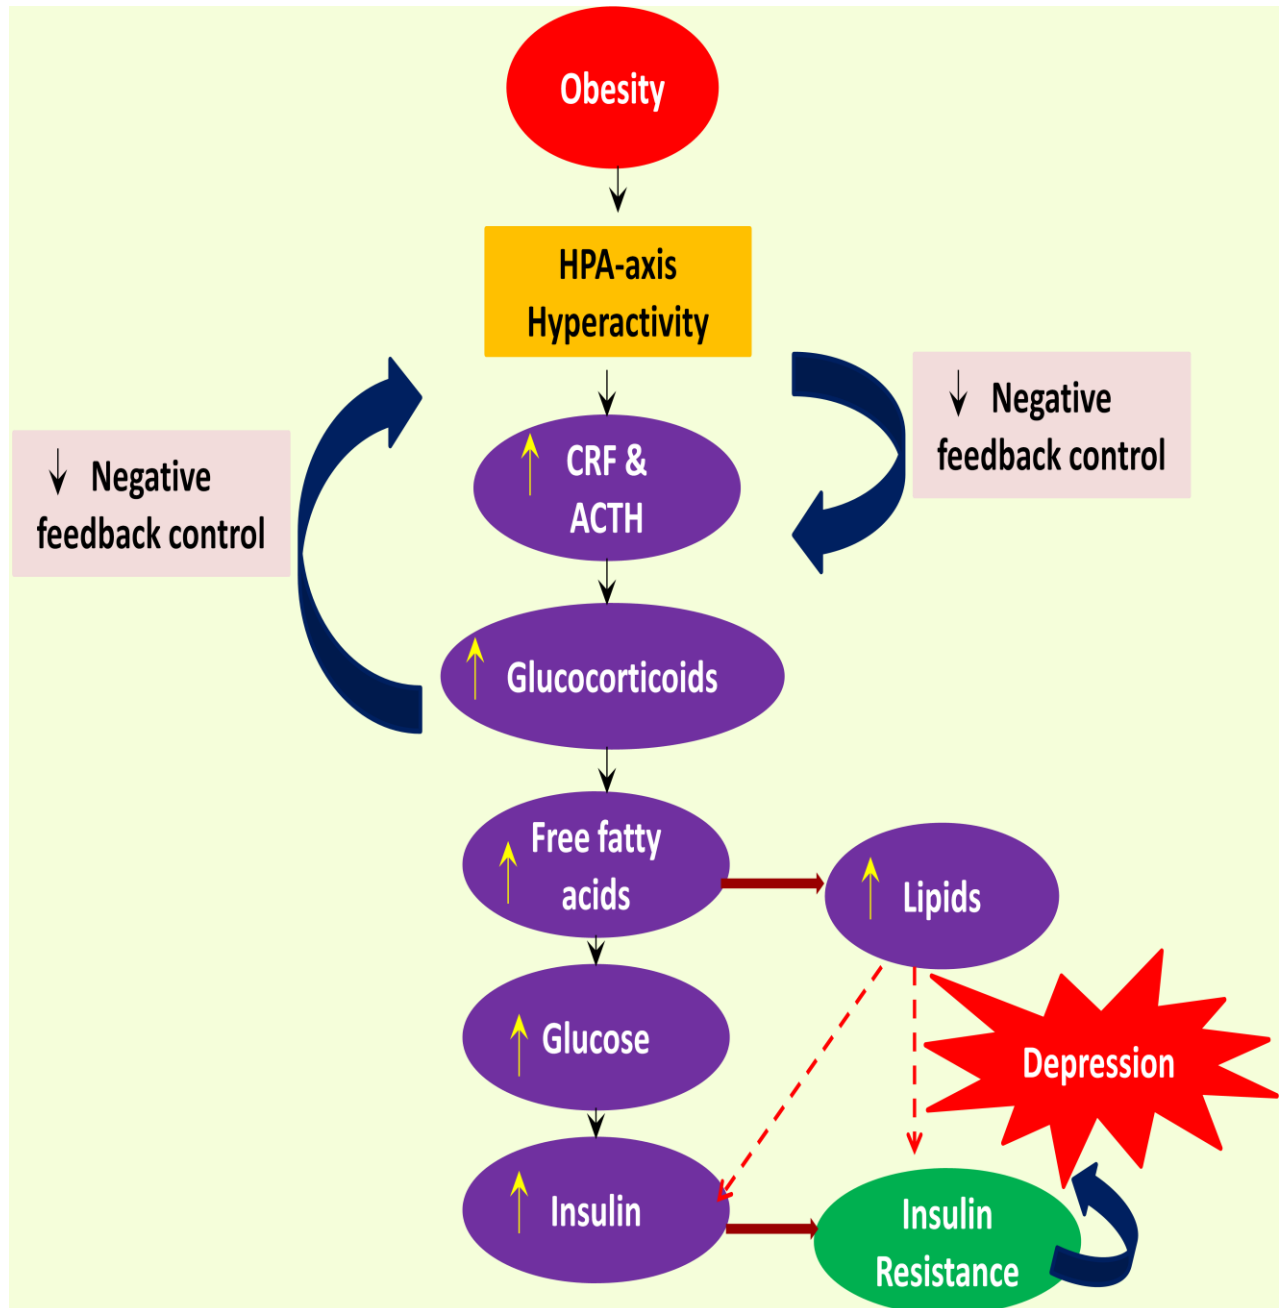 Obesity
HPA-axis
Hyperactivity
↓ Negative
feedback control
↓ Negative
feedback control
↑ CRF &
ACTH
↑ Glucocorticoids
↑ Free fatty
acids
↑ Lipids
↑ Glucose
Depression
↑ Insulin
Insulin
Resistance